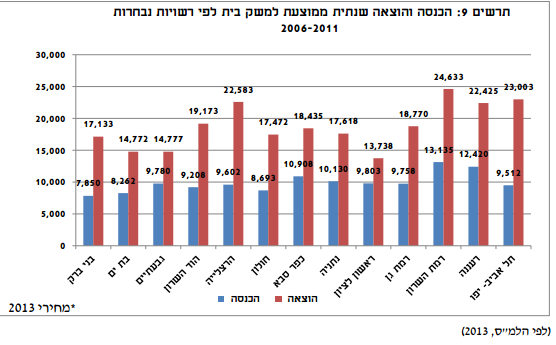 תרשים 9: הכנסה והוצאה שנתית ממוצעת למשק בית לפי רשויות נבחרות
2006-2011
30,000
25,000
20,000
15,000
10,000
5,000
0
17,133 14,772 14,777 19,173 22,583 17,472 18,435 17,618 13,738 18,770 24,633 22,425 23,003
7,850 8,262 9,780 9,208 9,602 8,693 10,908 10,130 9,803 9,758 13,135 12,420 9,512
בני ברק
בת ים
גבעתיים
הוד השרון
הרצלייה
חולון
כפר סבא
נתניה
ראשון לציון
רמת גן
רמת השרון
רעננה
תל אביב- יפו
הכנסה הוצאה
*מחירי 2013
(לפי הלמ"ס, 2013)